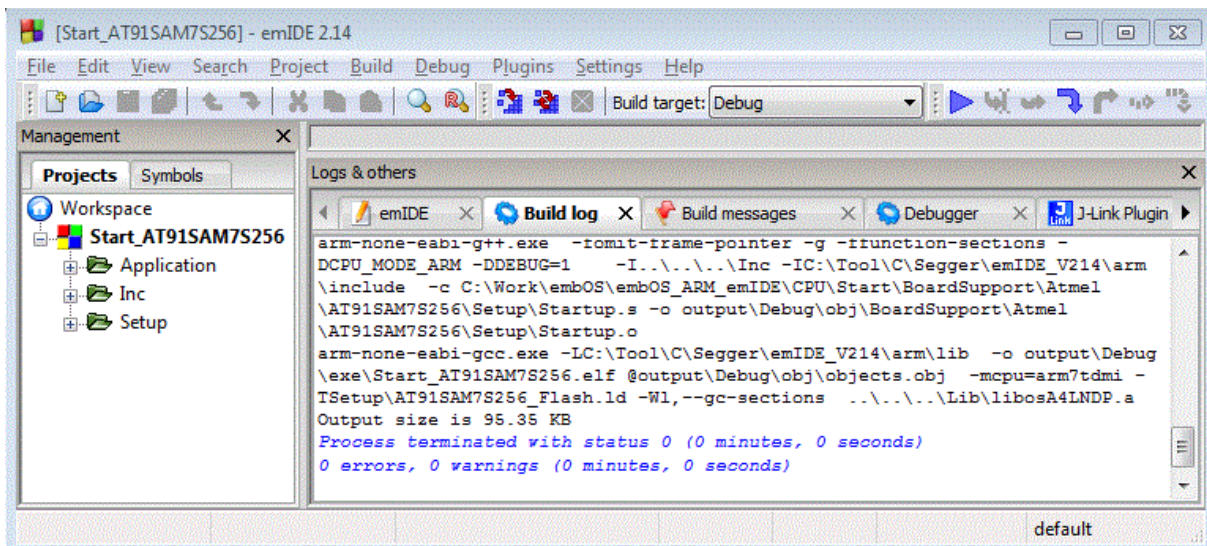 [Start_AT91SAM7S256] - emIDE 2.14
File Edit View Search Project Build Debug Plugins Settings Help
Build target: Debug
Management
Logs & others
Projects Symbols
emIDE Build log Build messages Debugger J-Link Plugin
Workspace
Start_AT91SAM7S256
Application
Inc
Setup
arm-none-eabi-g++.exe -fomit-frame-pointer -g -ffunction-sections -
DCPU_MODE_ARM -DDEBUG=1 -I..\..\..\Inc -IC:\Tool\C\Segger\emIDE_V214\arm
\include -c C:\Work\embOS\embOS_ARM_emIDE\CPU\Start\BoardSupport\Atmel
\AT91SAM7S256\Setup\Startup.s -o output\Debug\obj\BoardSupport\Atmel
\AT91SAM7S256\Setup\Startup.o
arm-none-eabi-gcc.exe -LC:\Tool\C\Segger\emIDE_V214\arm\lib -o output\Debug
\exe\Start_AT91SAM7S256.elf @output\Debug\obj\objects.obj -mcpu=arm7tdmi -
TSetup\AT91SAM7S256_Flash.ld -Wl,--gc-sections ..\..\..\Lib\libosA4LNDP.a
Output size is 95.35 KB
Process terminated with status 0 (0 minutes, 0 seconds)
0 errors, 0 warnings (0 minutes, 0 seconds)
default